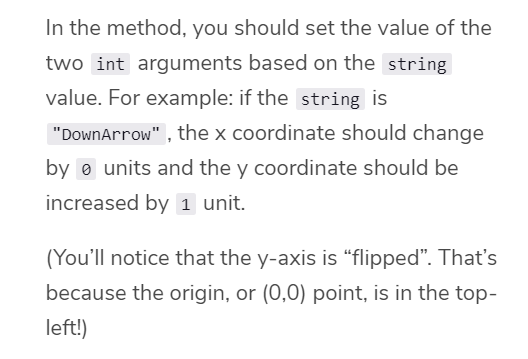 In the method, you should set the value of the
two int arguments based on the string
value. For example: if the string is
"DownArrow", the x coordinate should change
by 0 units and the y coordinate should be
increased by 1 unit.
(You’ll notice that the y-axis is “flipped”. That’s
because the origin, or (0,0) point, is in the top-
left!)